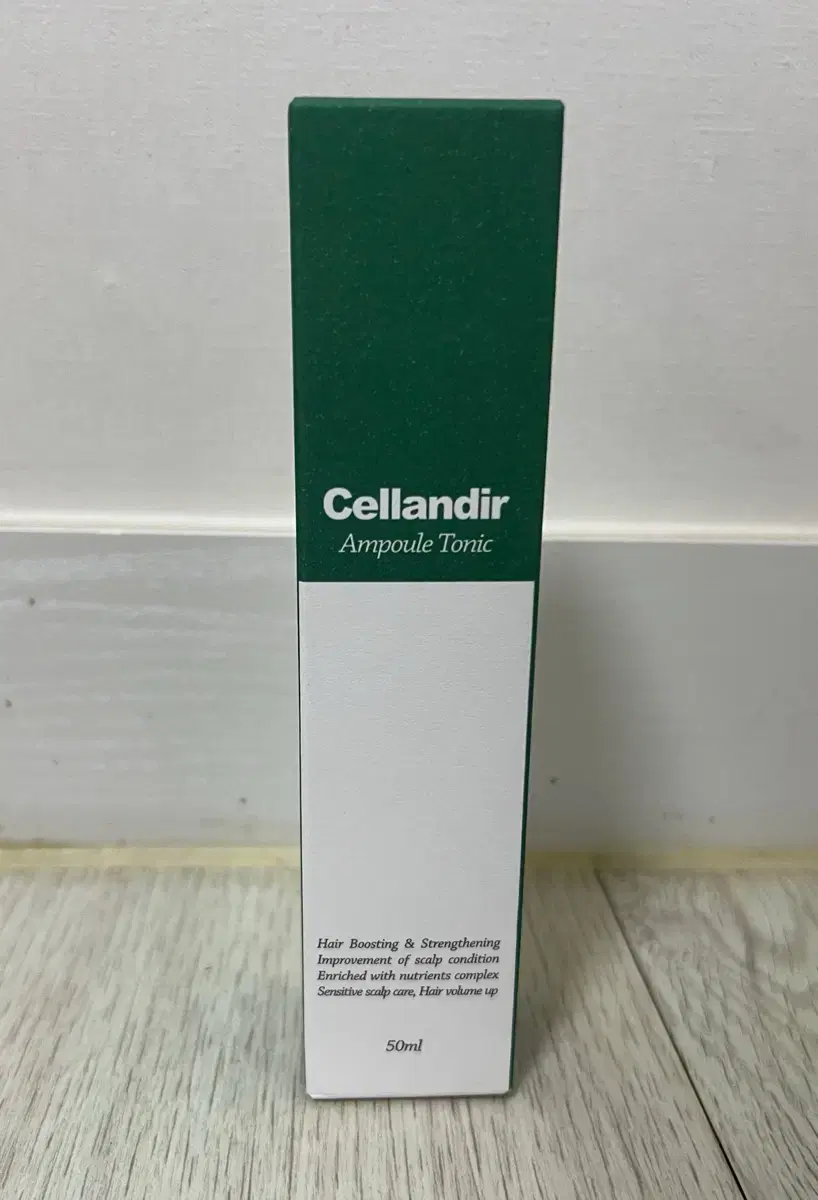 Cellandir
Ampoule Tonic
Hair Boosting & Strengthening
Improvement of scalp condition
Enriched with nutrients complex
Sensitive scalp care, Hair volume up
50ml